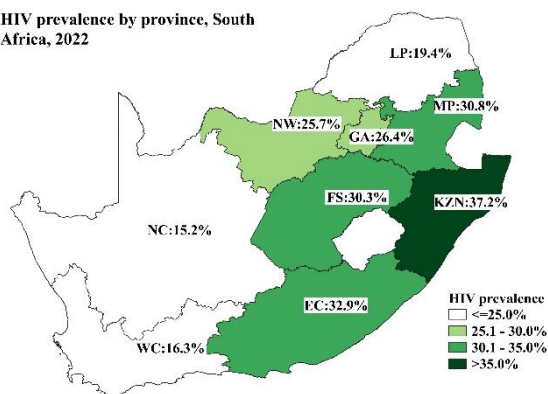 HIV prevalence by province, South
Africa, 2022
LP:19.4%
MP:30.8%
NW:25.7%
GA:26.4%
FS:30.3%
KZN:37.2%
NC:15.2%
EC:32.9%
WC:16.3%
HIV prevalence
<=25.0%
25.1 - 30.0%
30.1 - 35.0%
>35.0%